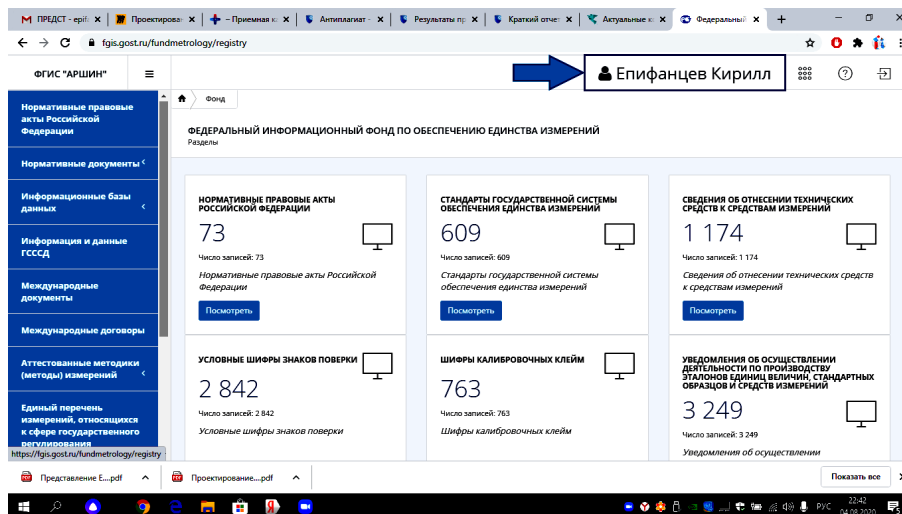 ПРЕДСТ - epif
Проектирован
– Приемная ка
Антиплагиат -
Результаты пр
Краткий отчет
Актуальные к
Федеральный
fgis.gost.ru/fundmetrology/registry
ФГИС "АРШИН"
Епифанцев Кирилл
Нормативные правовые
акты Российской
Федерации
Нормативные документы
Информационные базы
данных
Информация и данные
ГСССД
Международные
документы
Международные договоры
Аттестованные методики
(методы) измерений
Единый перечень
измерений, относящихся
к сфере государственного
регулирования
https://fgis.gost.ru/fundmetrology/registry
Фонд
ФЕДЕРАЛЬНЫЙ ИНФОРМАЦИОННЫЙ ФОНД ПО ОБЕСПЕЧЕНИЮ ЕДИНСТВА ИЗМЕРЕНИЙ
Разделы
НОРМАТИВНЫЕ ПРАВОВЫЕ АКТЫ
РОССИЙСКОЙ ФЕДЕРАЦИИ
73
Число записей: 73
Нормативные правовые акты Российской
Федерации
Посмотреть
СТАНДАРТЫ ГОСУДАРСТВЕННОЙ СИСТЕМЫ
ОБЕСПЕЧЕНИЯ ЕДИНСТВА ИЗМЕРЕНИЙ
609
Число записей: 609
Стандарты государственной системы
обеспечения единства измерений
Посмотреть
СВЕДЕНИЯ ОБ ОТНЕСЕНИИ ТЕХНИЧЕСКИХ
СРЕДСТВ К СРЕДСТВАМ ИЗМЕРЕНИЙ
1 174
Число записей: 1 174
Сведения об отнесении технических средств
к средствам измерений
Посмотреть
УСЛОВНЫЕ ШИФРЫ ЗНАКОВ ПОВЕРКИ
2 842
Число записей: 2 842
Условные шифры знаков поверки
ШИФРЫ КАЛИБРОВОЧНЫХ КЛЕЙМ
763
Число записей: 763
Шифры калибровочных клейм
УВЕДОМЛЕНИЯ ОБ ОСУЩЕСТВЛЕНИИ
ДЕЯТЕЛЬНОСТИ ПО ПРОИЗВОДСТВУ
ЭТАЛОНОВ ЕДИНИЦ ВЕЛИЧИН, СТАНДАРТНЫХ
ОБРАЗЦОВ И СРЕДСТВ ИЗМЕРЕНИЙ
3 249
Число записей: 3 249
Уведомления об осуществлении
Представление Е....pdf
Проектирование....pdf
Показать все
РУС
22:42
04.08.2020